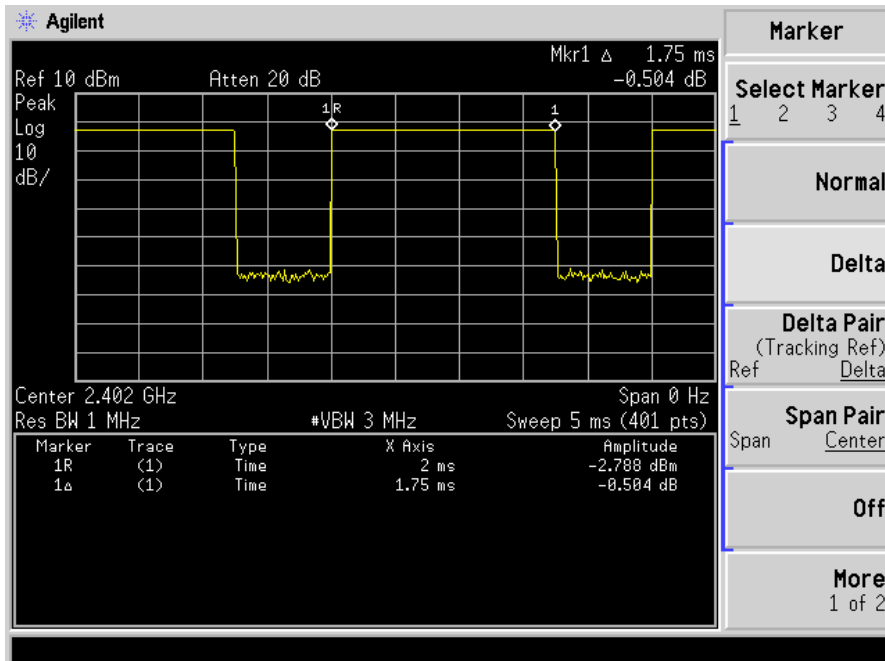 Agilent
Marker
Mkr1 Δ 1.75 ms
Ref 10 dBm Atten 20 dB -0.504 dB
Peak
Log
10
dB/
1R
1
Select Marker
1 2 3 4
Normal
Delta
Delta Pair
(Tracking Ref)
Ref Delta
Span Pair
Span Center
Off
More
1 of 2
Center 2.402 GHz Span 0 Hz
Res BW 1 MHz #VBW 3 MHz Sweep 5 ms (401 pts)
Marker Trace Type X Axis Amplitude
1R (1) Time 2 ms -2.788 dBm
1Δ (1) Time 1.75 ms -0.504 dB